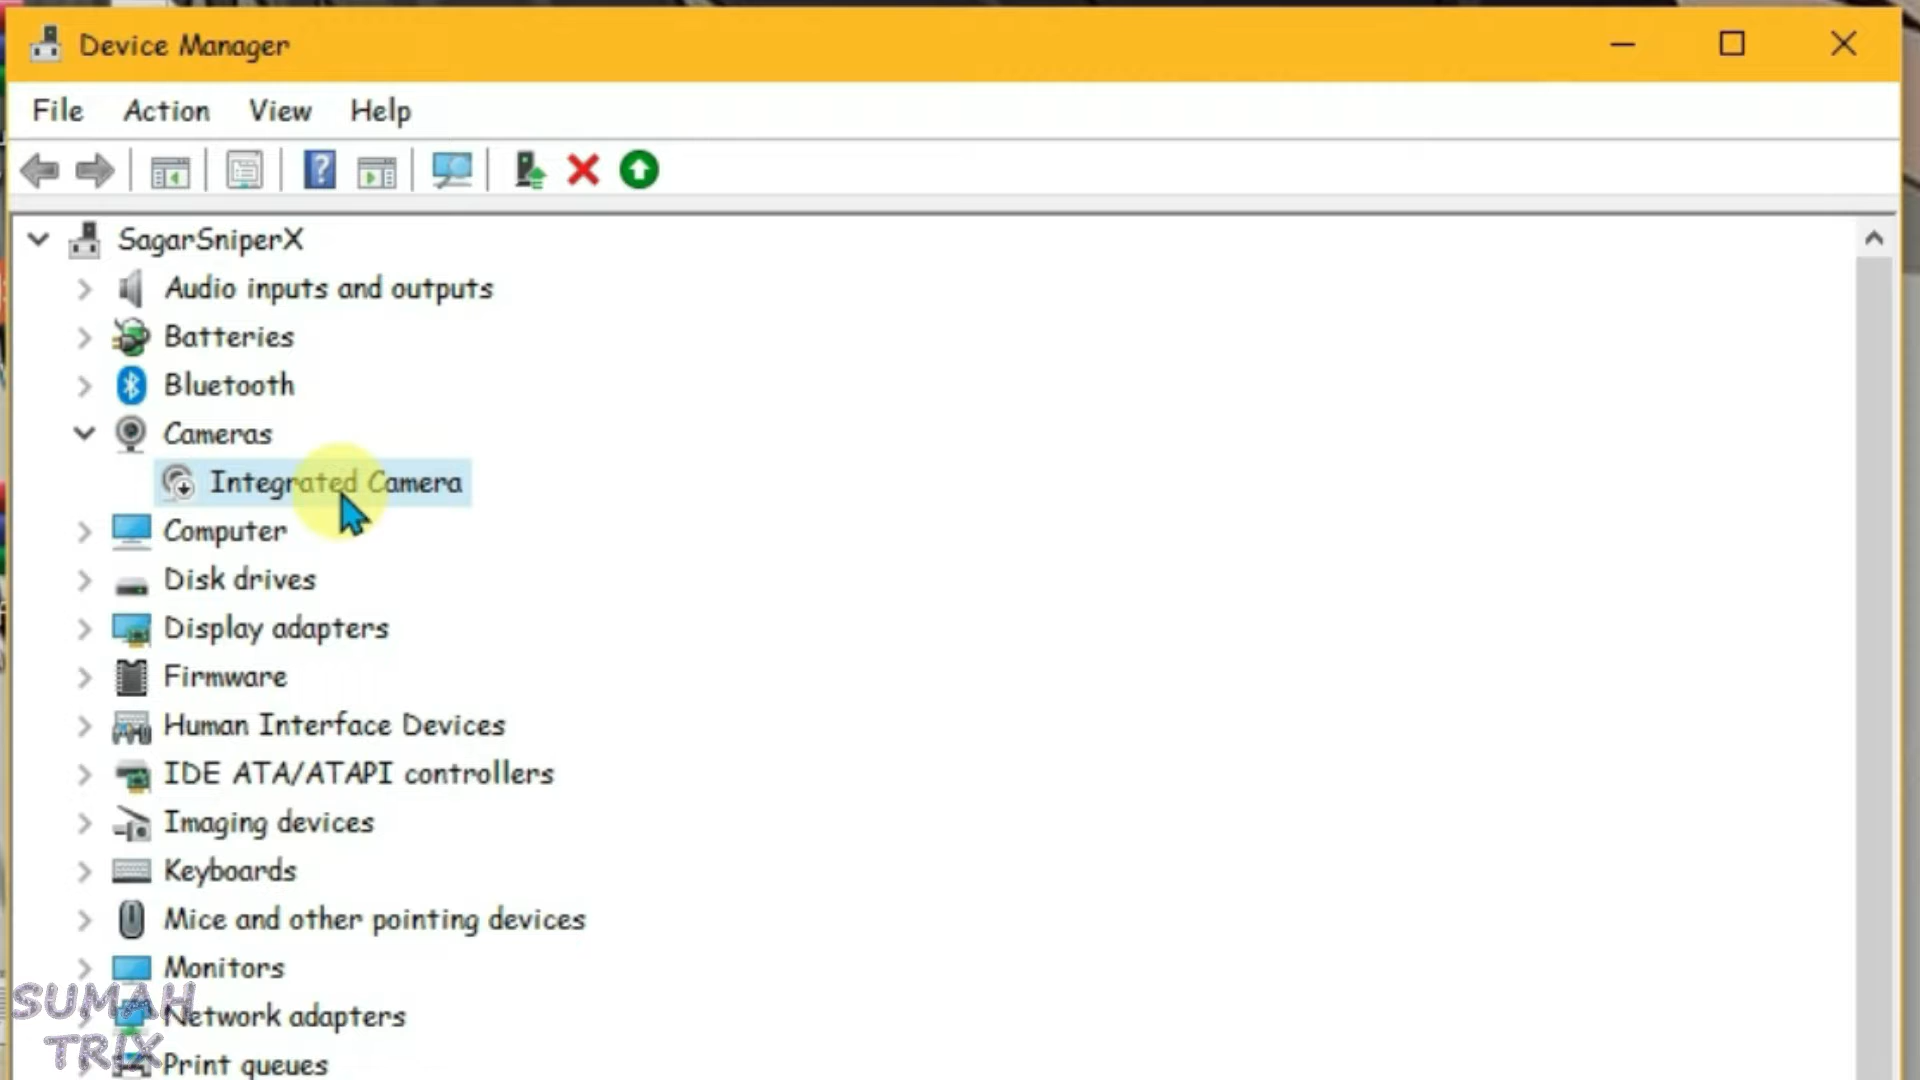 Device Manager
File Action View Help
SagarSniperX
Audio inputs and outputs
Batteries
Bluetooth
Cameras
Integrated Camera
Computer
Disk drives
Display adapters
Firmware
Human Interface Devices
IDE ATA/ATAPI controllers
Imaging devices
Keyboards
Mice and other pointing devices
Monitors
Network adapters
Print queues
SUMAH
TRIX